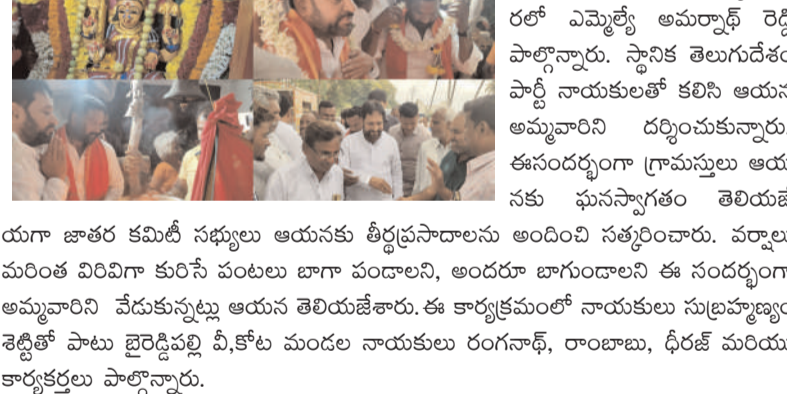 రలో ఎమ్మెల్యే అమర్నాథ్ రెడ్డి
పాల్గొన్నారు. స్థానిక తెలుగుదేశం
పార్టీ నాయకులతో కలిసి ఆయన
అమ్మవారిని దర్శించుకున్నారు.
ఈసందర్భంగా గ్రామస్తులు ఆయ
నకు ఘనస్వాగతం తెలియజే
యగా జాతర కమిటీ సభ్యులు ఆయనకు తీర్థప్రసాదాలను అందించి సత్కరించారు. వర్షాలు
మరింత విరివిగా కురిసే పంటలు బాగా పండాలని, అందరూ బాగుండాలని ఈ సందర్భంగా
అమ్మవారిని వేడుకున్నట్లు ఆయన తెలియజేశారు.ఈ కార్యక్రమంలో నాయకులు సుబ్రహ్మణ్యం
శెట్టితో పాటు బైరెడ్డిపల్లి వీ,కోట మండల నాయకులు రంగనాథ్, రాంబాబు, ధీరజ్ మరియు
కార్యకర్తలు పాల్గొన్నారు.